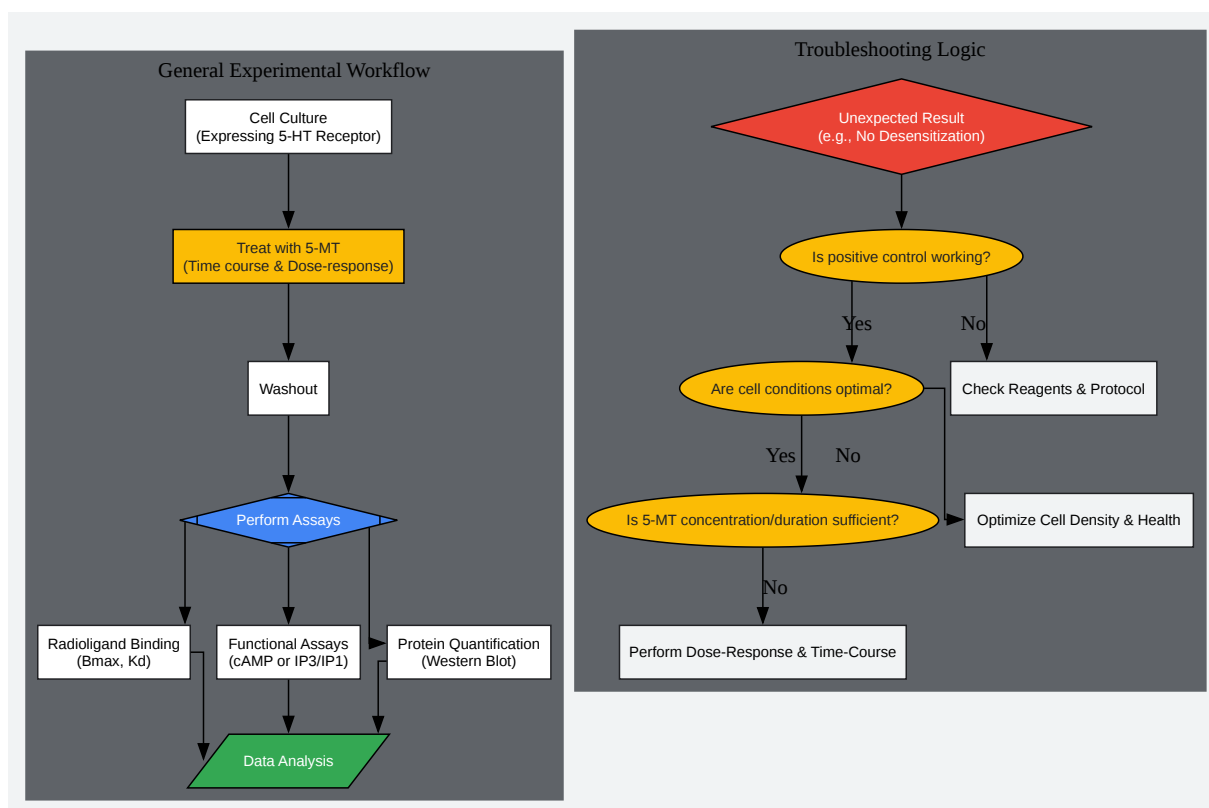 General Experimental Workflow
Cell Culture
(Expressing 5-HT Receptor)
Treat with 5-MT
(Time course & Dose-response)
Washout
Perform Assays
Radioligand Binding
(Bmax, Kd)
Functional Assays
(cAMP or IP3/IP1)
Protein Quantification
(Western Blot)
Data Analysis
Troubleshooting Logic
Unexpected Result
(e.g., No Desensitization)
Is positive control working?
Yes
No
Are cell conditions optimal?
Check Reagents & Protocol
Yes
No
Is 5-MT concentration/duration sufficient?
Optimize Cell Density & Health
No
Perform Dose-Response & Time-Course